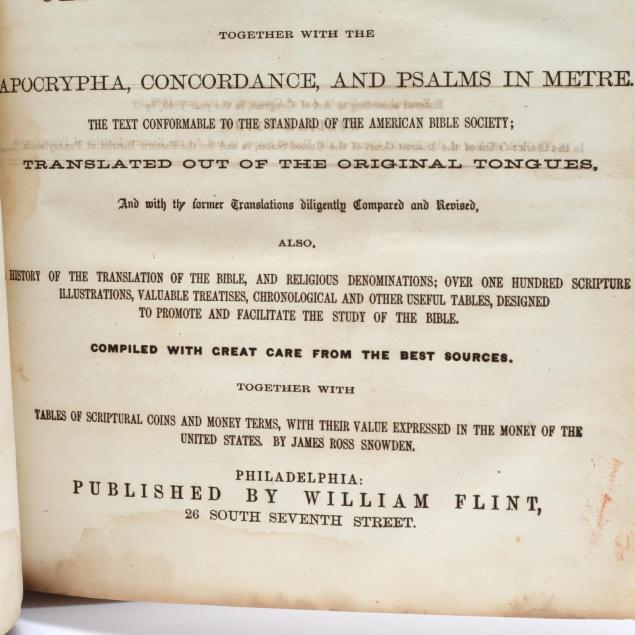 TOGETHER WITH THE
APOCRYPHA, CONCORDANCE, AND PSALMS IN METRE.
THE TEXT CONFORMABLE TO THE STANDARD OF THE AMERICAN BIBLE SOCIETY;
TRANSLATED OUT OF THE ORIGINAL TONGUES,
And with the former Translations diligently Compared and Revised,
ALSO,
HISTORY OF THE TRANSLATION OF THE BIBLE, AND RELIGIOUS DENOMINATIONS; OVER ONE HUNDRED SCRIPTURE
ILLUSTRATIONS, VALUABLE TREATISES, CHRONOLOGICAL AND OTHER USEFUL TABLES, DESIGNED
TO PROMOTE AND FACILITATE THE STUDY OF THE BIBLE.
COMPILED WITH GREAT CARE FROM THE BEST SOURCES.
TOGETHER WITH
TABLES OF SCRIPTURAL COINS AND MONEY TERMS, WITH THEIR VALUE EXPRESSED IN THE MONEY OF THE
UNITED STATES. BY JAMES ROSS SNOWDEN.
PHILADELPHIA:
PUBLISHED BY WILLIAM FLINT,
26 SOUTH SEVENTH STREET.